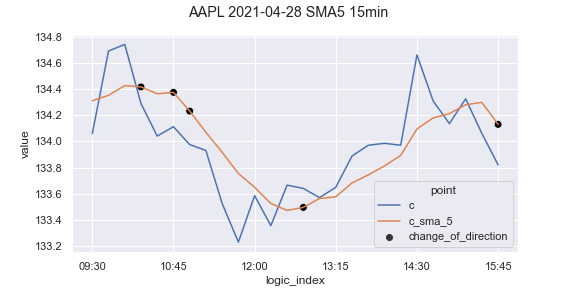 AAPL 2021-04-28 SMA5 15min
134.8
134.6
134.4
134.2
134.0
133.8
133.6
133.4
133.2
value
09:30 10:45 12:00 13:15 14:30 15:45
logic_index
point
c
c_sma_5
change_of_direction